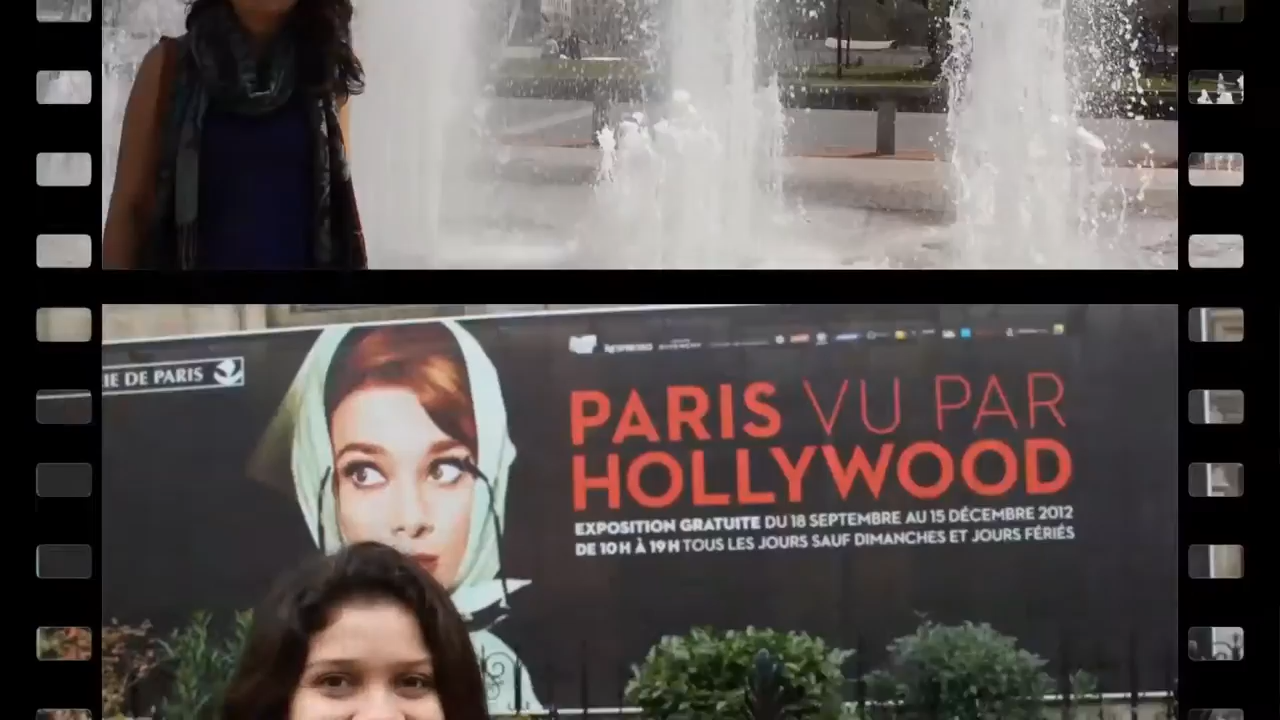 IE DE PARIS
PARIS VU PAR
HOLLYWOOD
EXPOSITION GRATUITE DU 18 SEPTEMBRE AU 15 DÉCEMBRE 2012
DE 10 H À 19 H TOUS LES JOURS SAUF DIMANCHES ET JOURS FÉRIÉS